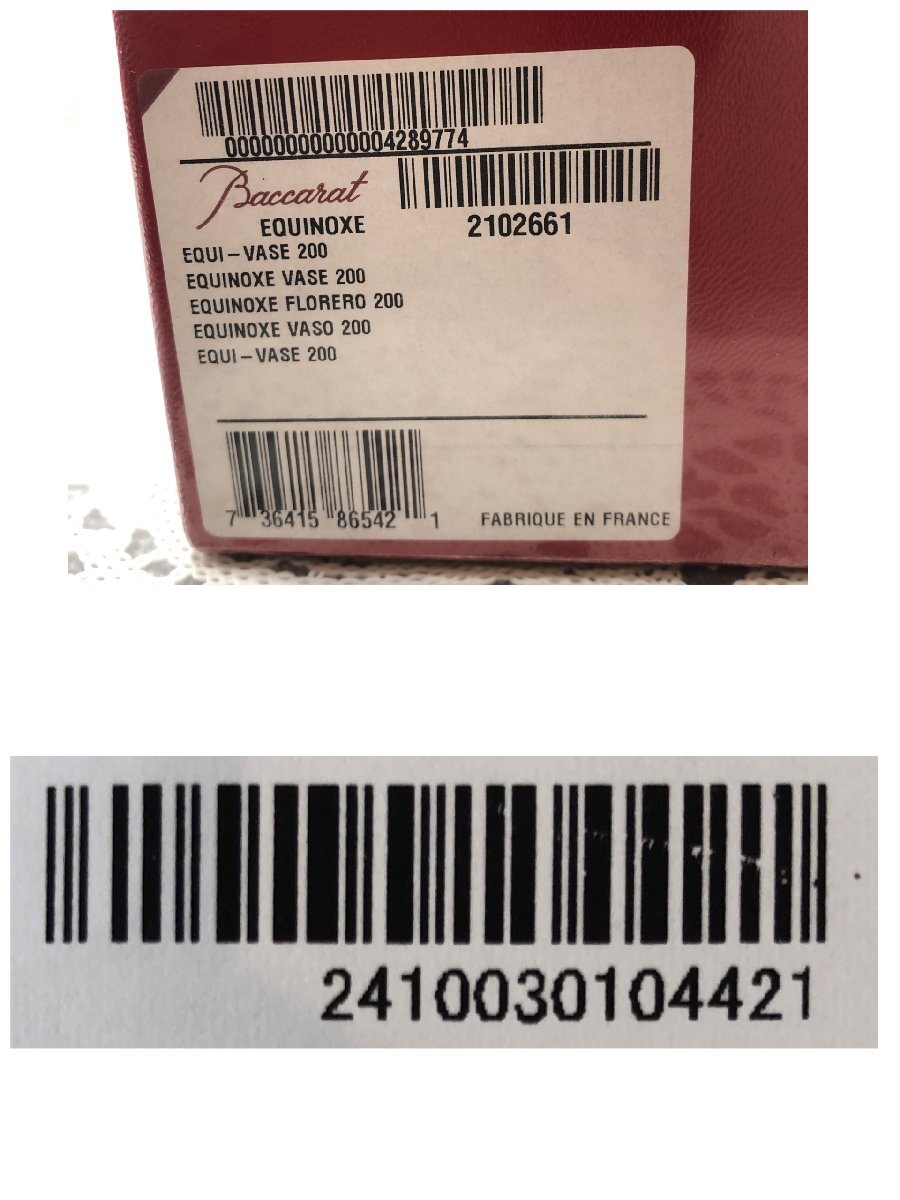 00000000000004289774
Baccarat
EQUINOXE
2102661
EQUI-VASE 200
EQUINOXE VASE 200
EQUINOXE FLORERO 200
EQUINOXE VASO 200
EQUI-VASE 200
7 36415 86542 1
FABRIQUE EN FRANCE
2410030104421